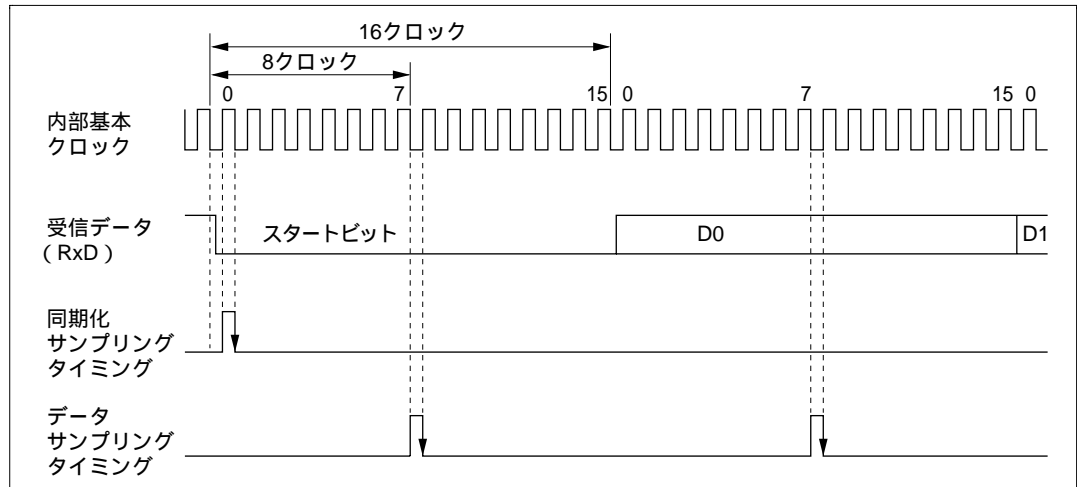 16クロック
8クロック
0 7 15 0 7 15 0
内部基本
クロック
受信データ
（RxD）
スタートビット D0 D1
同期化
サンプリング
タイミング
データ
サンプリング
タイミング